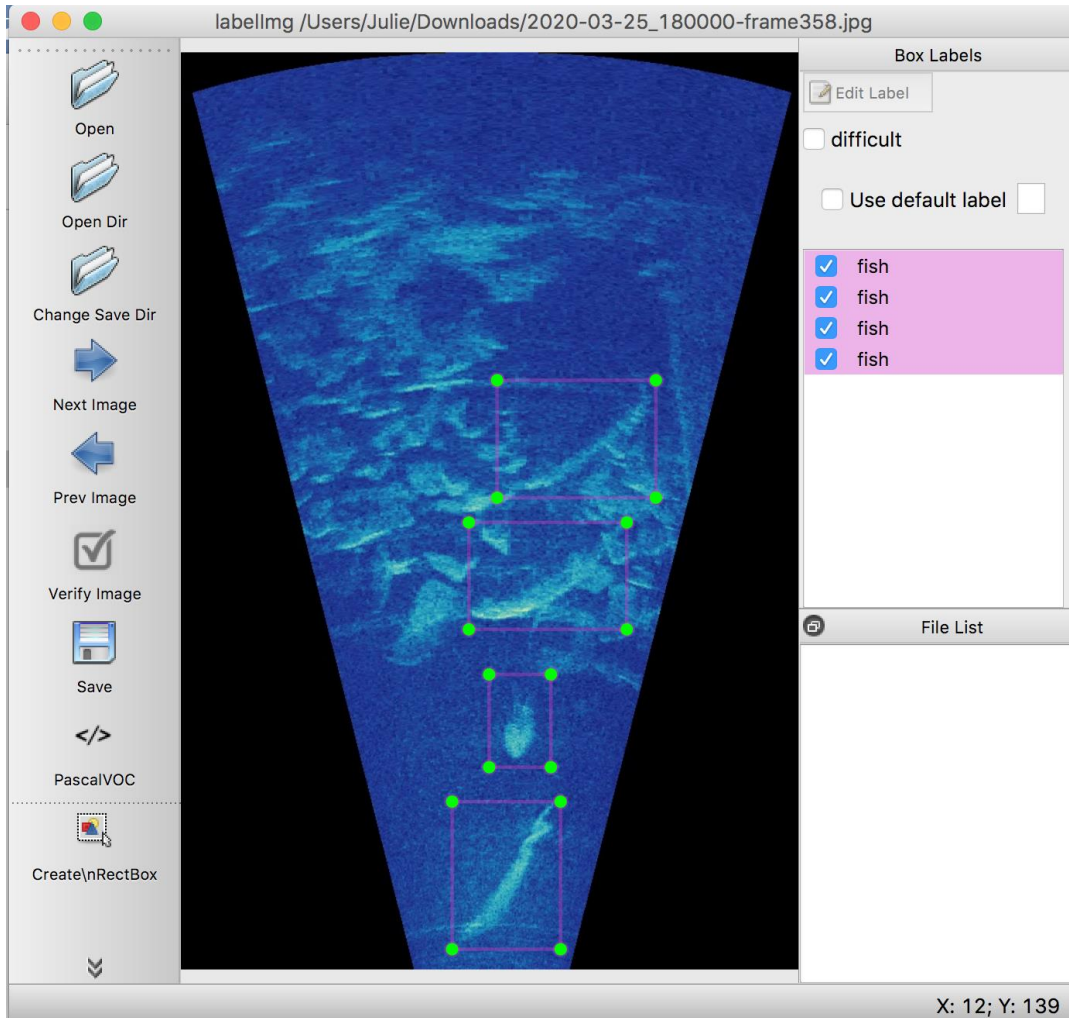 labelImg /Users/Julie/Downloads/2020-03-25_180000-frame358.jpg
Open
Open Dir
Change Save Dir
Next Image
Prev Image
Verify Image
Save
</>
PascalVOC
Create\nRectBox
Box Labels
Edit Label
difficult
Use default label
fish
fish
fish
fish
File List
X: 12; Y: 139